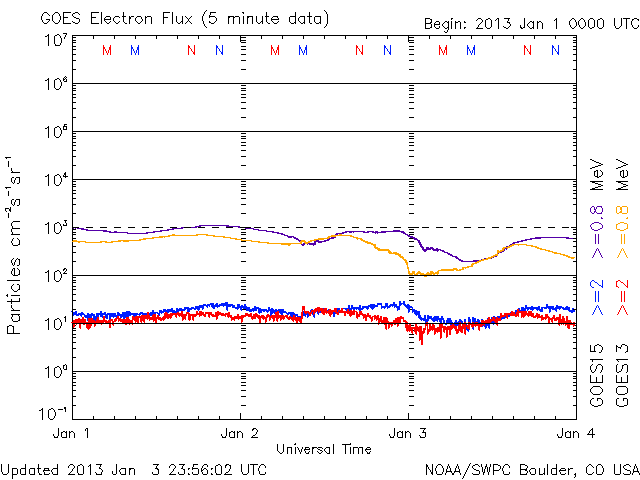 GOES Electron Flux (5 minute data)
Begin: 2013 Jan 1 0000 UTC
10⁷
M M N N M M N N M M N N
10⁶
10⁵
10⁴
10³
10²
10¹
10⁰
10⁻¹
Particles cm⁻²s⁻¹sr⁻¹
Jan 1 Jan 2 Jan 3 Jan 4
Universal Time
GOES15 >=2 >=0.8 MeV
GOES13 >=2 >=0.8 MeV
Updated 2013 Jan 3 23:56:02 UTC
NOAA/SWPC Boulder, CO USA